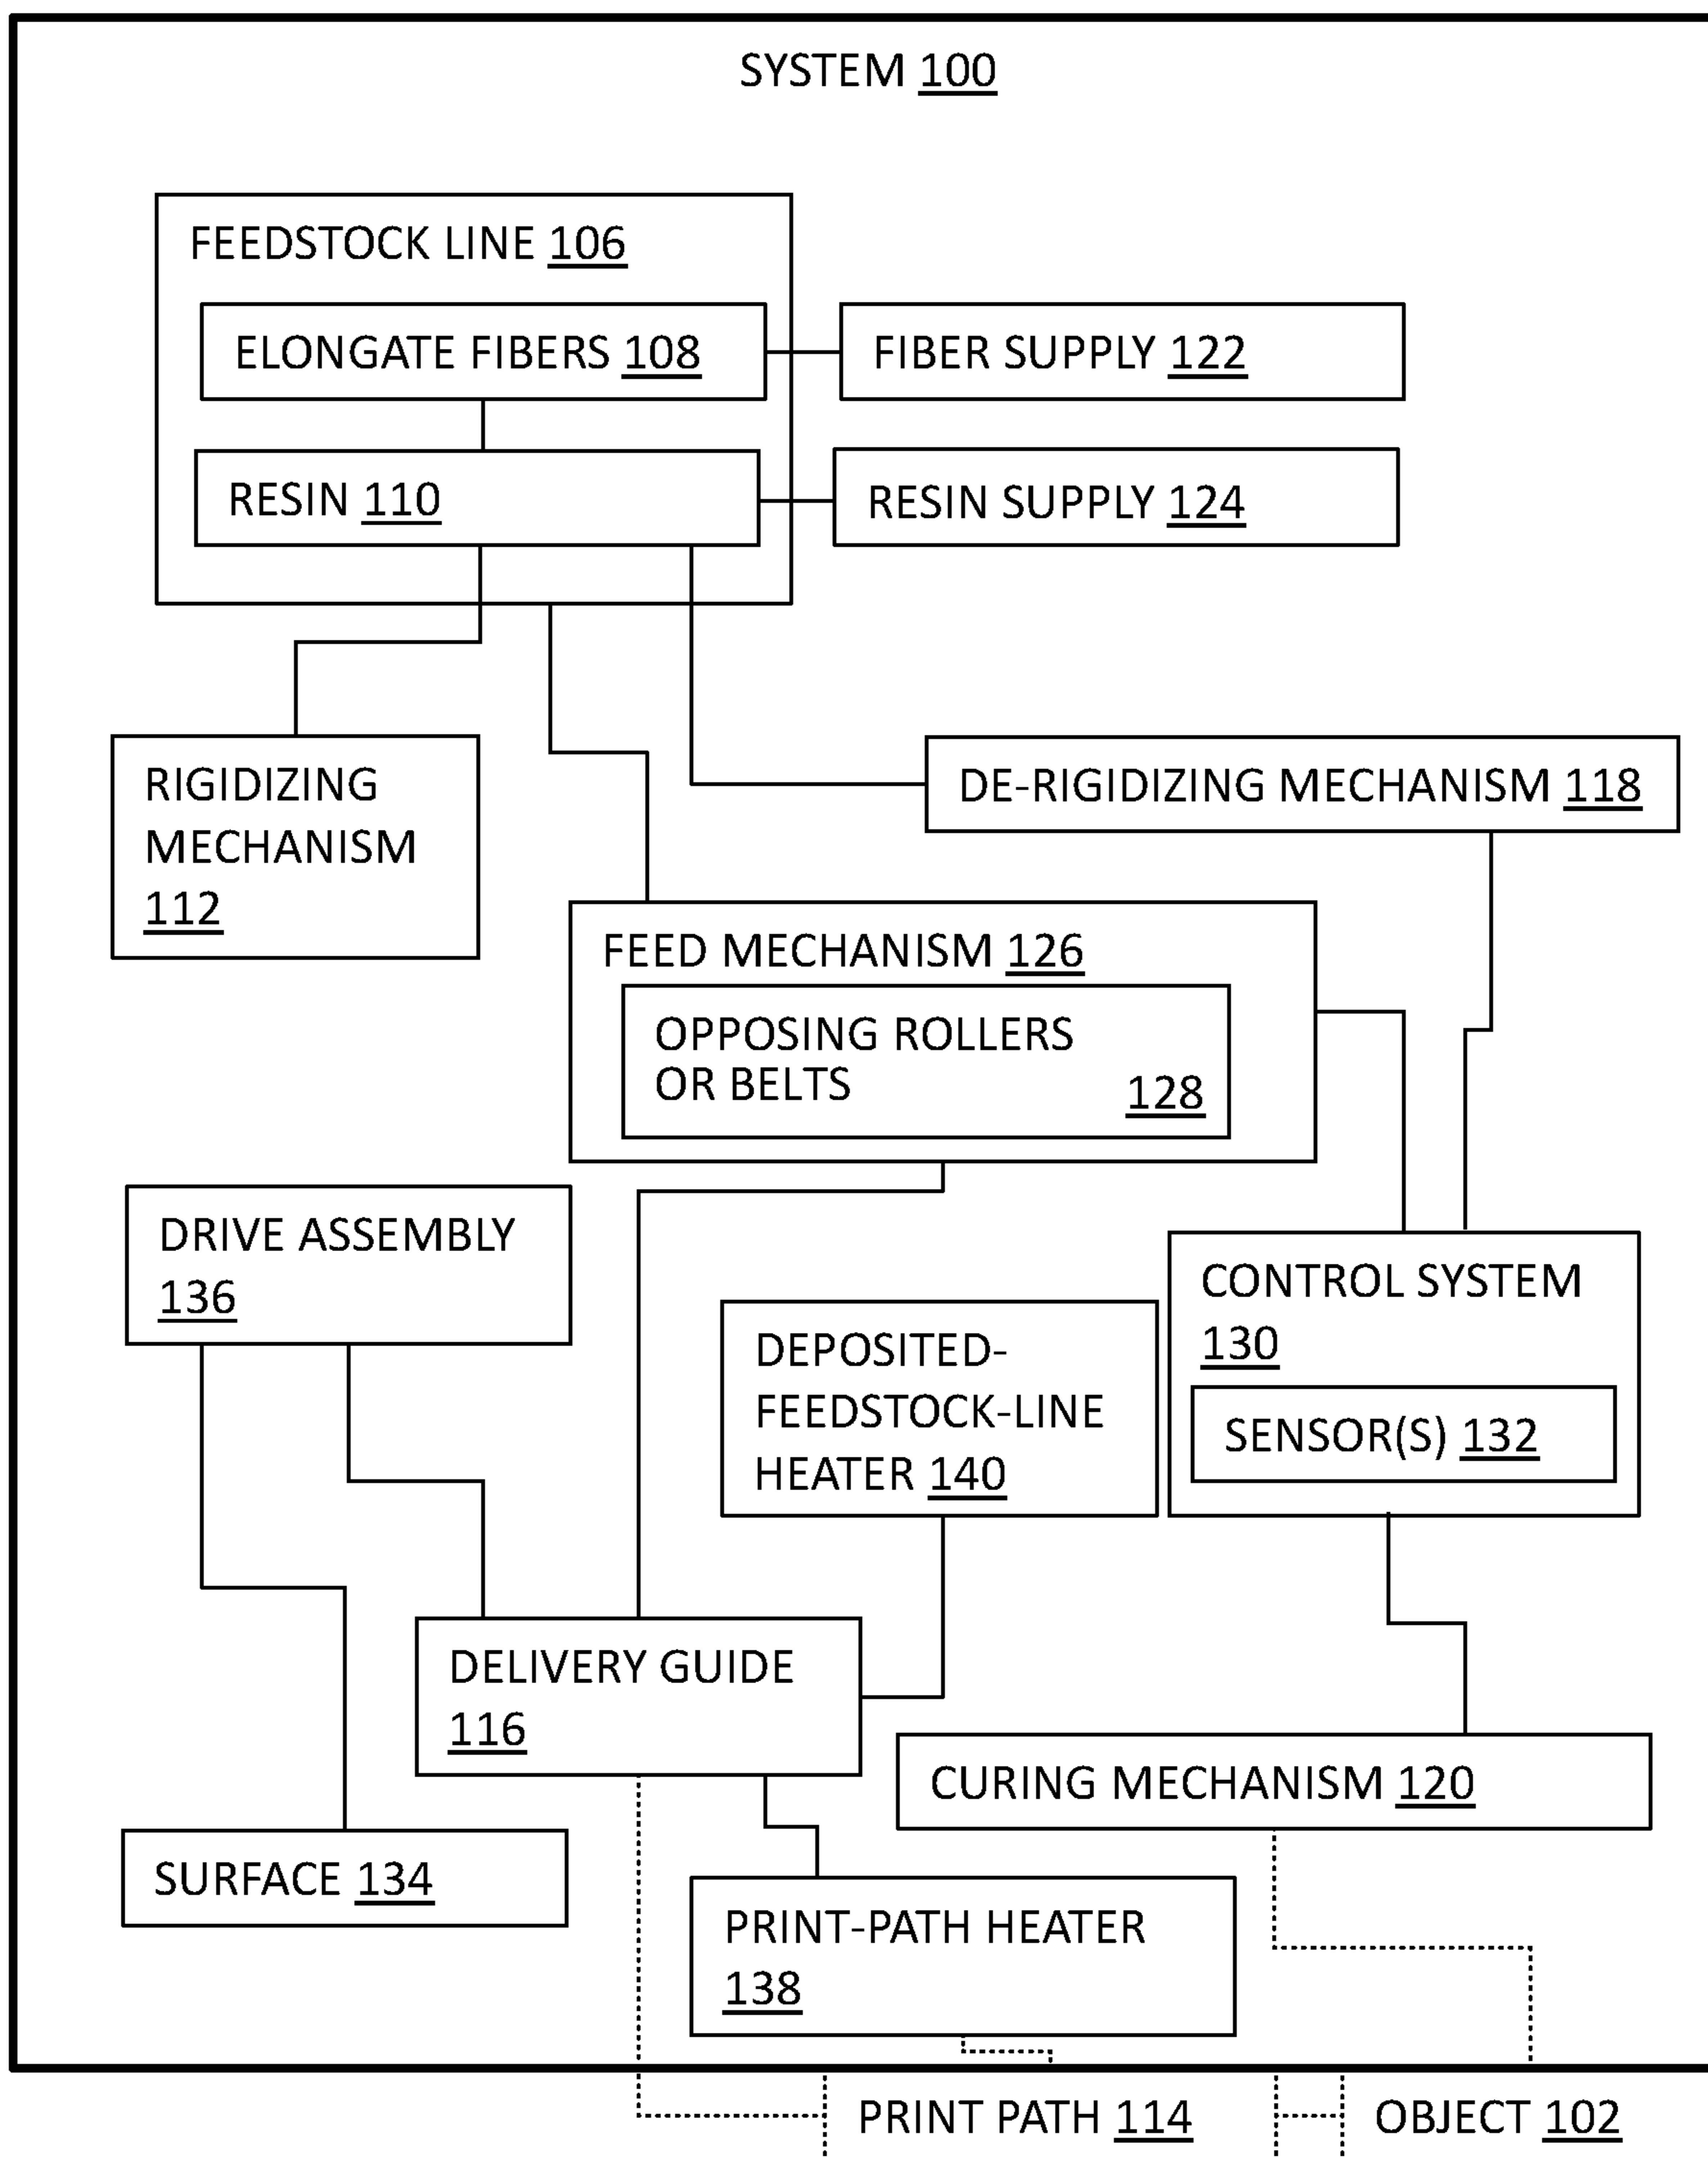 SYSTEM 100
FEEDSTOCK LINE 106
ELONGATE FIBERS 108
FIBER SUPPLY 122
RESIN 110
RESIN SUPPLY 124
RIGIDIZING
MECHANISM
112
DE-RIGIDIZING MECHANISM 118
FEED MECHANISM 126
OPPOSING ROLLERS
OR BELTS
128
DRIVE ASSEMBLY
136
CONTROL SYSTEM
130
SENSOR(S) 132
DEPOSITED-
FEEDSTOCK-LINE
HEATER 140
DELIVERY GUIDE
116
CURING MECHANISM 120
SURFACE 134
PRINT-PATH HEATER
138
PRINT PATH 114
OBJECT 102